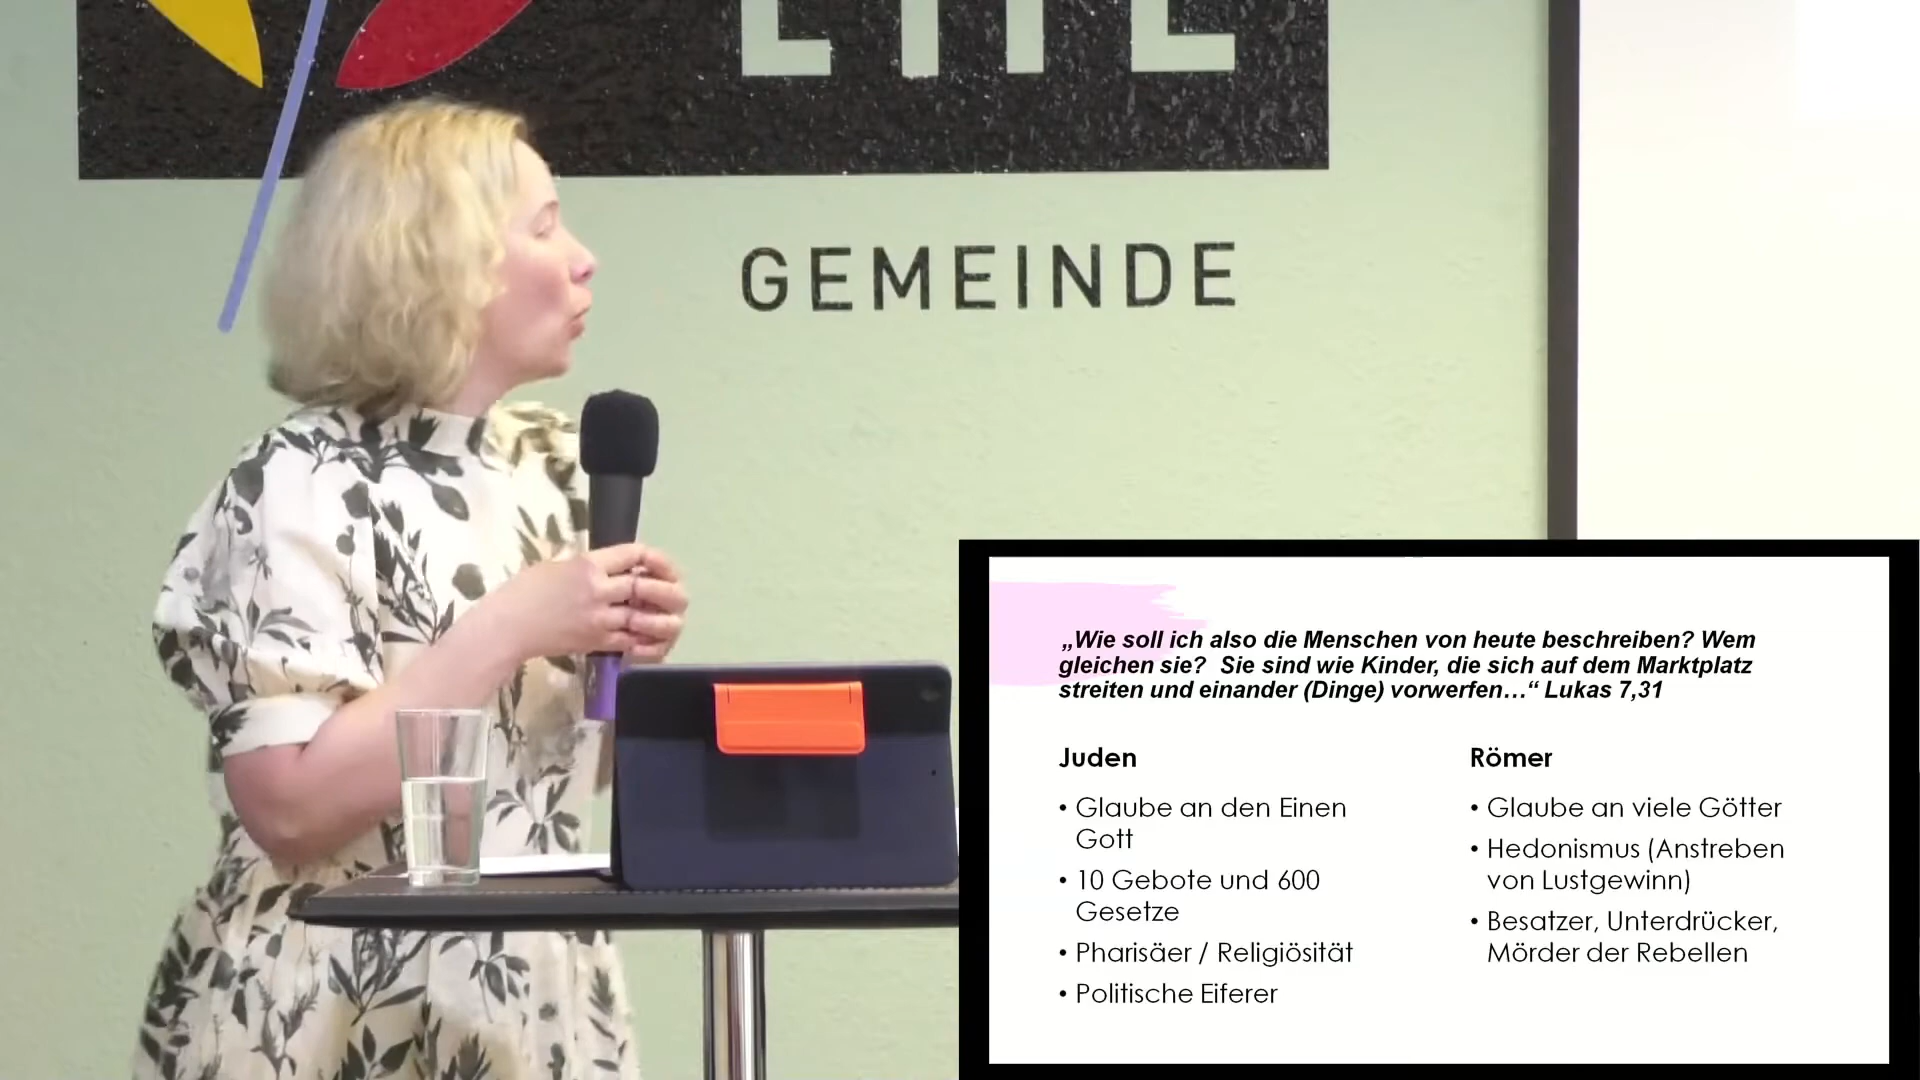 GEMEINDE
„Wie soll ich also die Menschen von heute beschreiben? Wem
gleichen sie? Sie sind wie Kinder, die sich auf dem Marktplatz
streiten und einander (Dinge) vorwerfen…“ Lukas 7,31
Juden
• Glaube an den Einen
Gott
• 10 Gebote und 600
Gesetze
• Pharisäer / Religiösität
• Politische Eiferer
Römer
• Glaube an viele Götter
• Hedonismus (Anstreben
von Lustgewinn)
• Besatzer, Unterdrücker,
Mörder der Rebellen